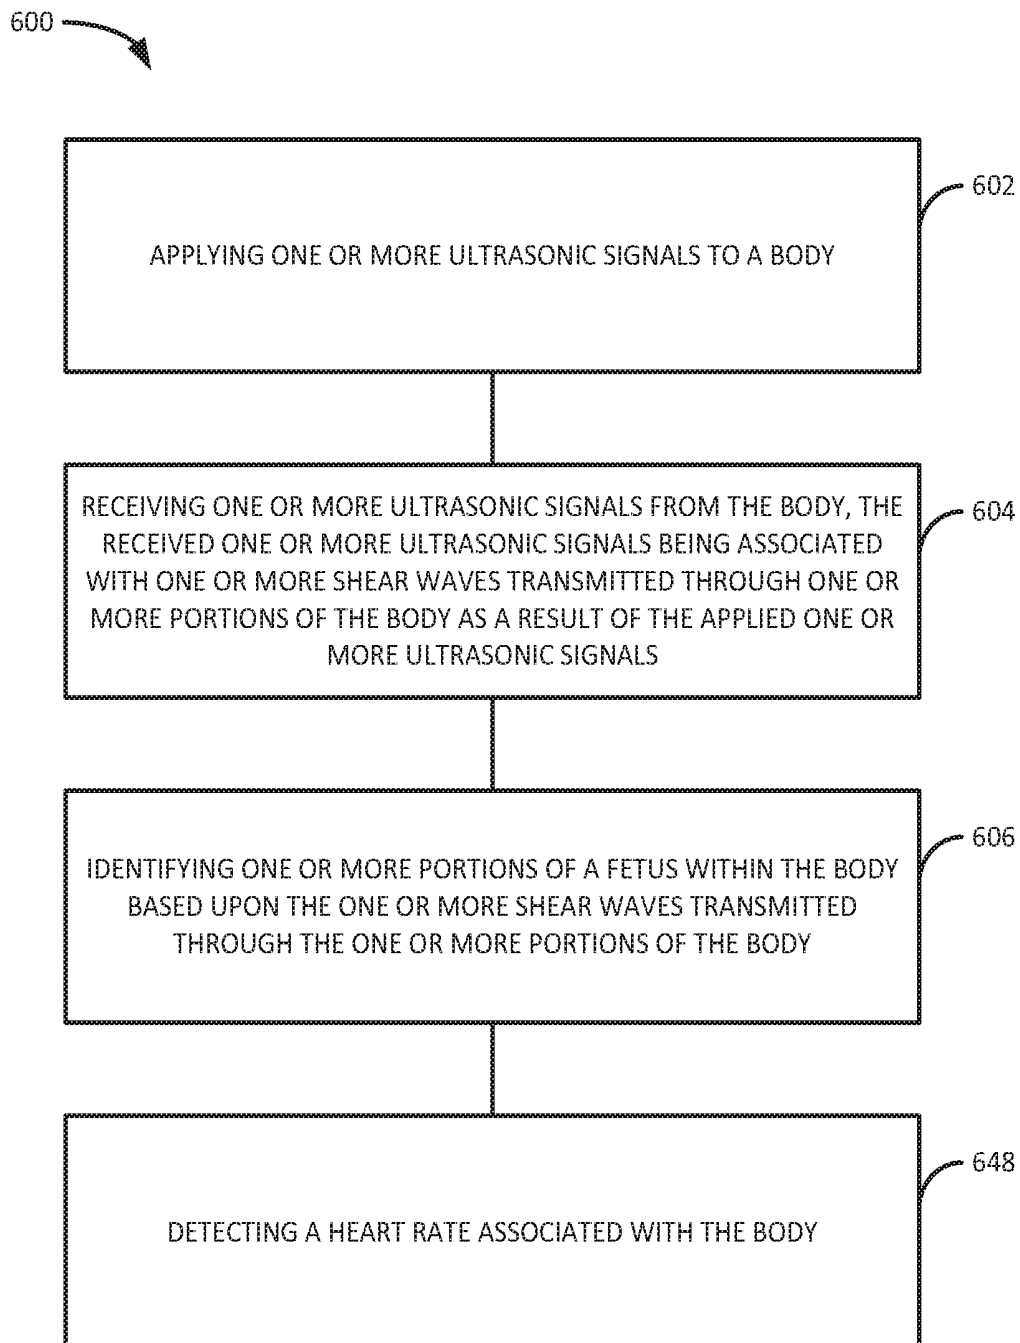 600
602
APPLYING ONE OR MORE ULTRASONIC SIGNALS TO A BODY
604
RECEIVING ONE OR MORE ULTRASONIC SIGNALS FROM THE BODY, THE
RECEIVED ONE OR MORE ULTRASONIC SIGNALS BEING ASSOCIATED
WITH ONE OR MORE SHEAR WAVES TRANSMITTED THROUGH ONE OR
MORE PORTIONS OF THE BODY AS A RESULT OF THE APPLIED ONE OR
MORE ULTRASONIC SIGNALS
606
IDENTIFYING ONE OR MORE PORTIONS OF A FETUS WITHIN THE BODY
BASED UPON THE ONE OR MORE SHEAR WAVES TRANSMITTED
THROUGH THE ONE OR MORE PORTIONS OF THE BODY
648
DETECTING A HEART RATE ASSOCIATED WITH THE BODY